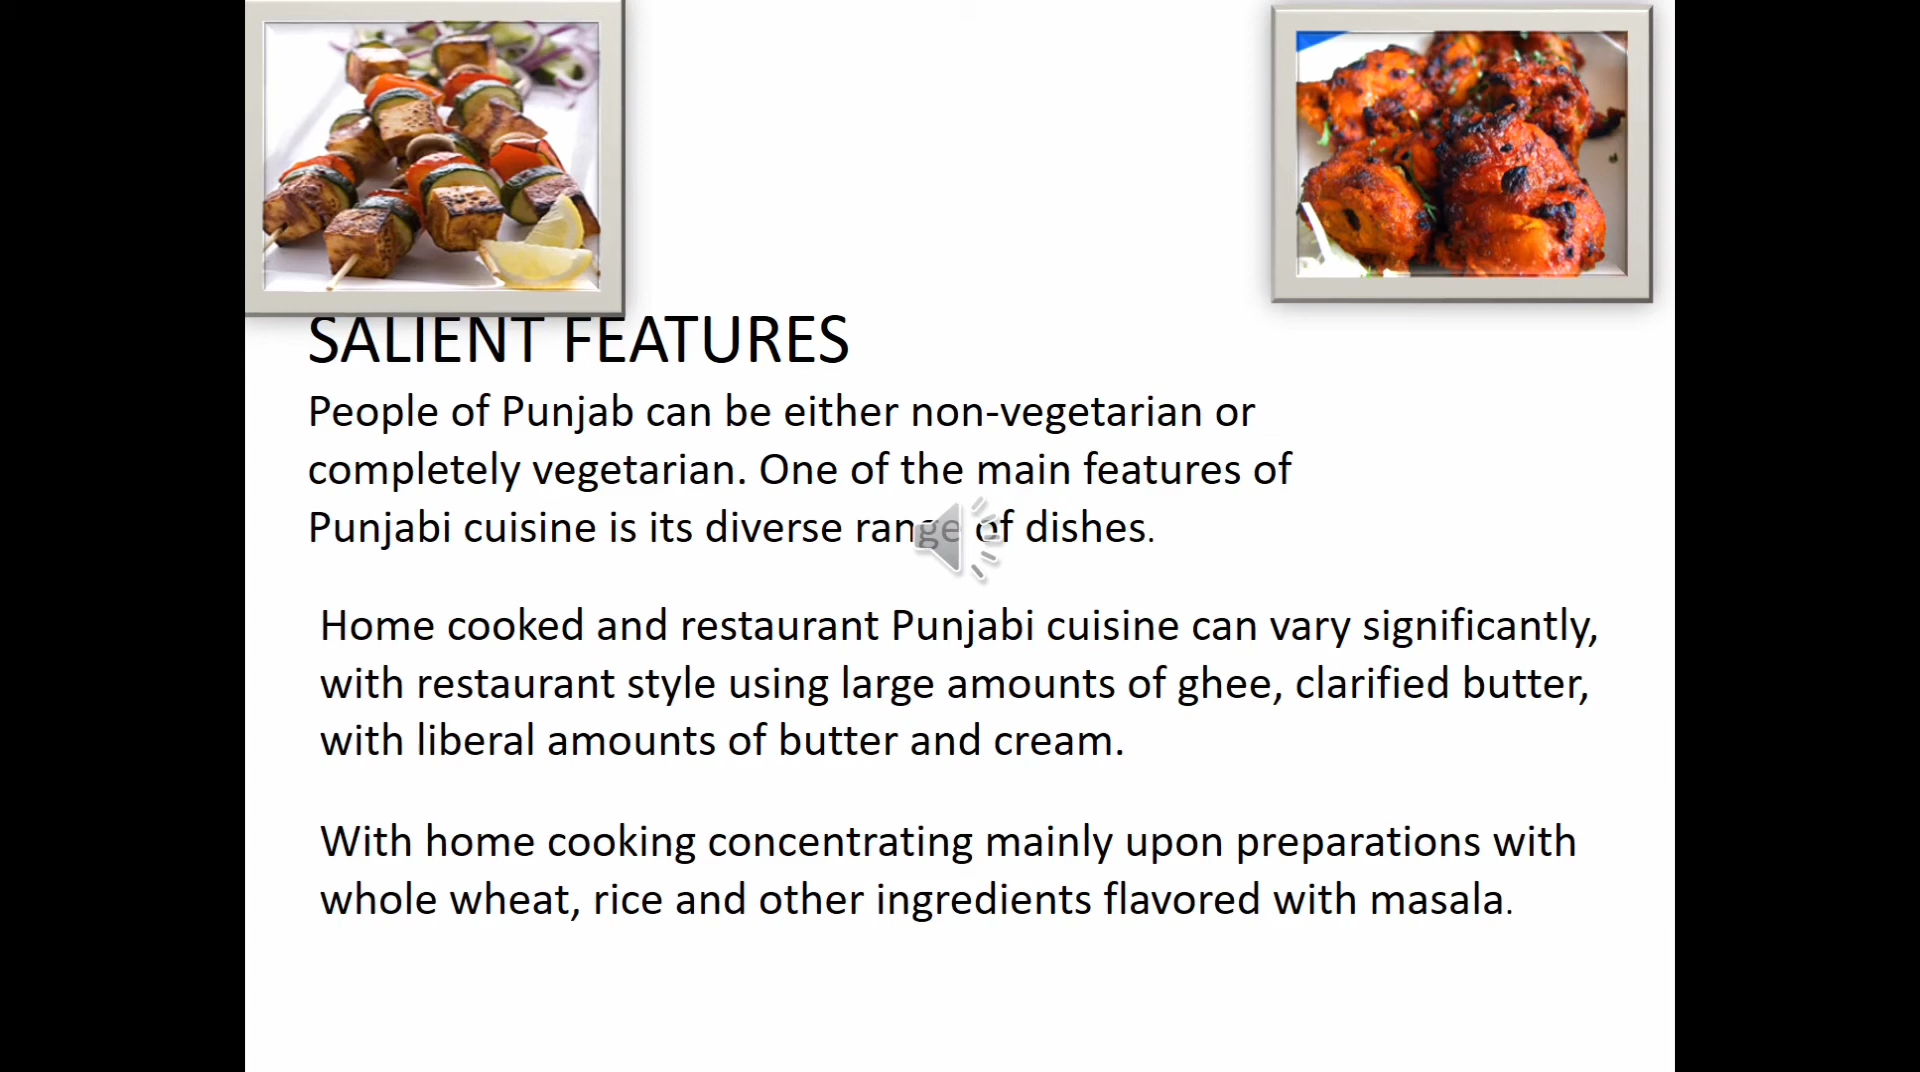 SALIENT FEATURES
People of Punjab can be either non-vegetarian or
completely vegetarian. One of the main features of
Punjabi cuisine is its diverse range of dishes.
Home cooked and restaurant Punjabi cuisine can vary significantly,
with restaurant style using large amounts of ghee, clarified butter,
with liberal amounts of butter and cream.
With home cooking concentrating mainly upon preparations with
whole wheat, rice and other ingredients flavored with masala.